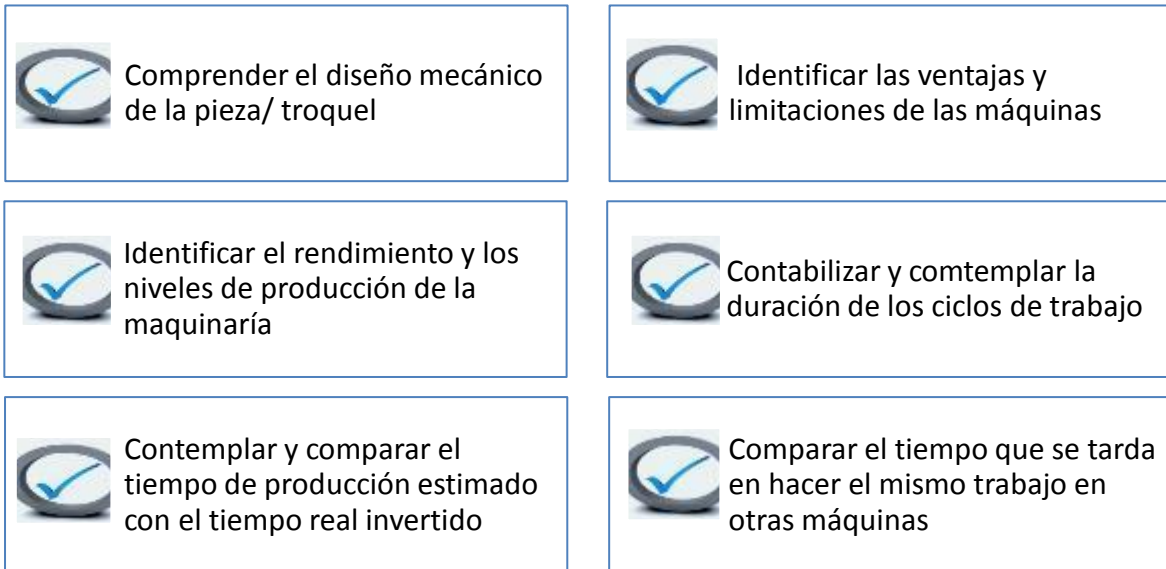 Comprender el diseño mecánico
de la pieza/ troquel
Identificar las ventajas y
limitaciones de las máquinas
Identificar el rendimiento y los
niveles de producción de la
maquinaría
Contabilizar y comtemplar la
duración de los ciclos de trabajo
Contemplar y comparar el
tiempo de producción estimado
con el tiempo real invertido
Comparar el tiempo que se tarda
en hacer el mismo trabajo en
otras máquinas